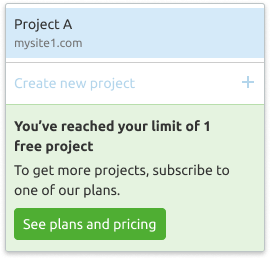 Project A
mysite1.com
Create new project +
You’ve reached your limit of 1
free project
To get more projects, subscribe to
one of our plans.
See plans and pricing